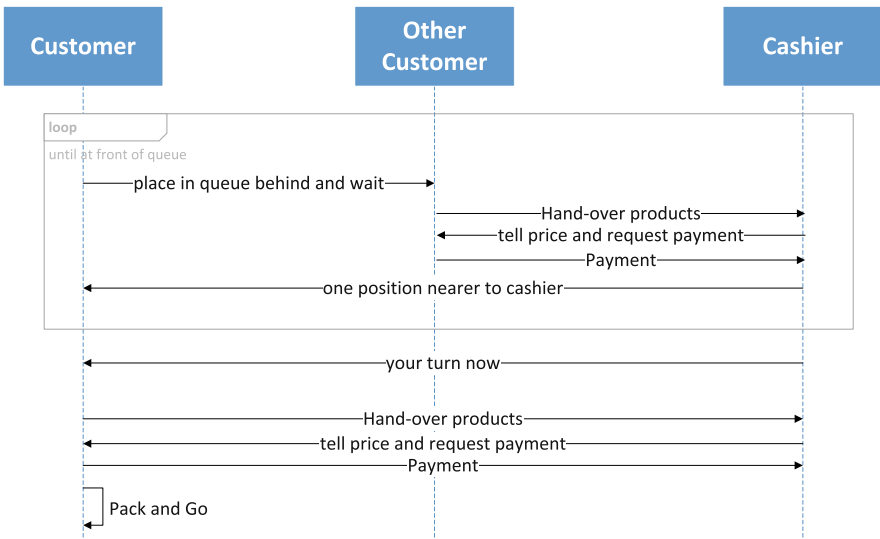 Customer
Other
Customer
Cashier
loop
until at front of queue
place in queue behind and wait
Hand-over products
tell price and request payment
Payment
one position nearer to cashier
your turn now
Hand-over products
tell price and request payment
Payment
Pack and Go